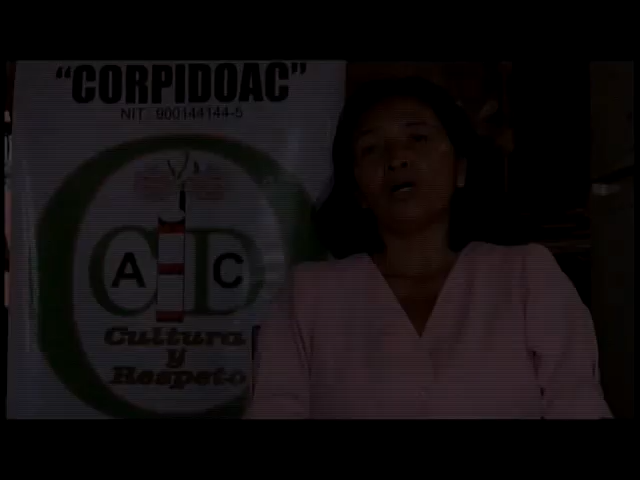 “CORPIDOAC”
NIT 900144144-5
A C D C
Cultura
y
Respeto